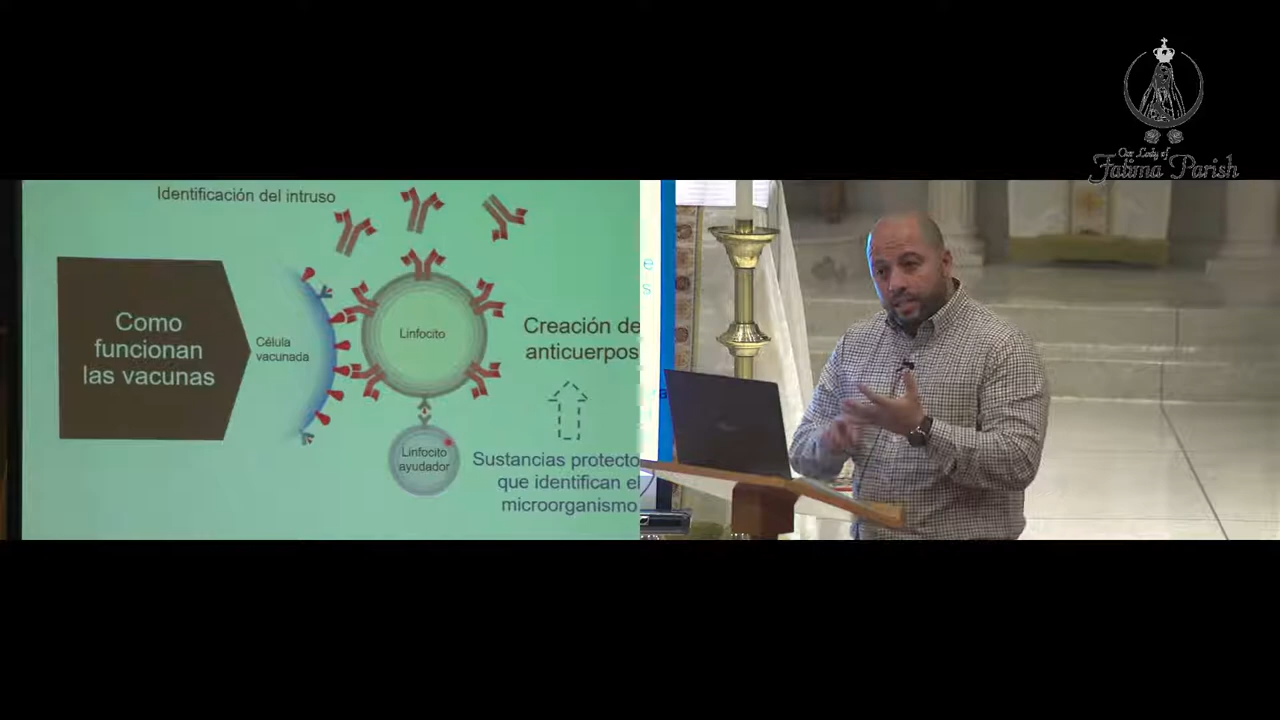 Our Lady of
Fatima Parish
Identificación del intruso
Como
funcionan
las vacunas
Célula
vacunada
Linfocito
Creación de
anticuerpos
Linfocito
ayudador
Sustancias protecto
que identifican el
microorganismo
e
s